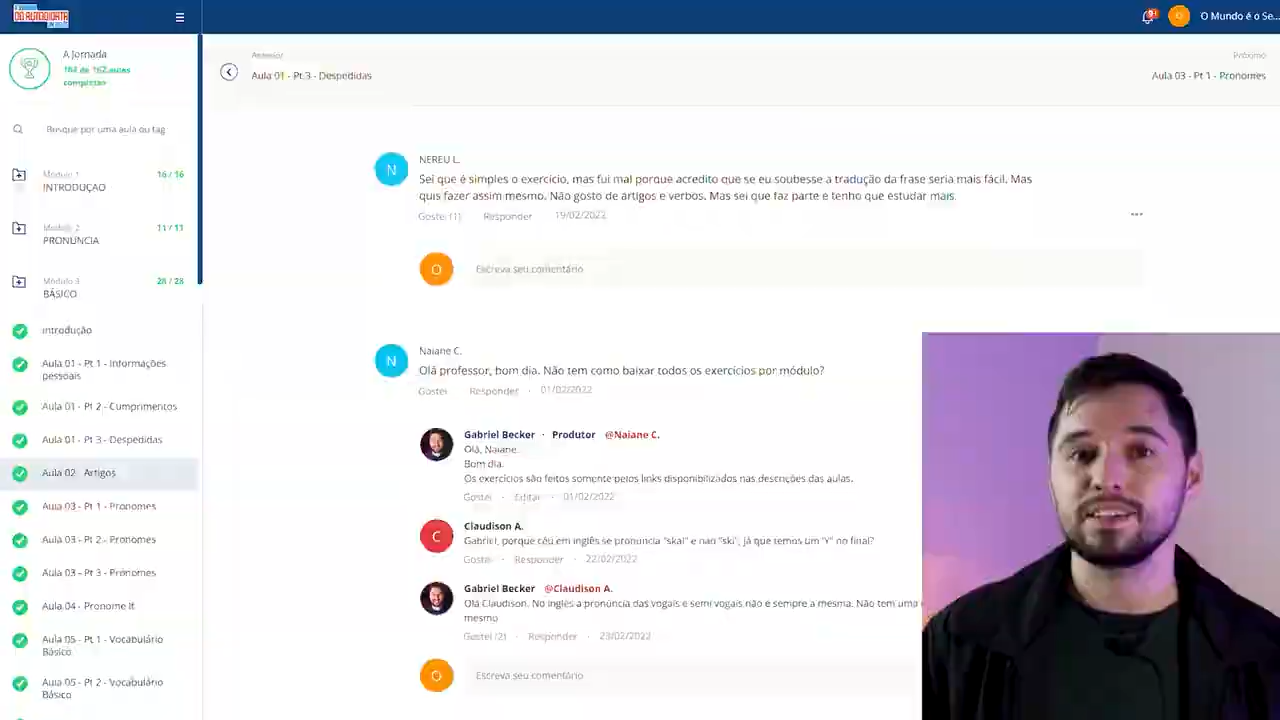 DO AUTODIDATA
O Mundo é o Se...
A Jornada
162 de 162 aulas
completas
Anterior
Aula 01 - Pt 3 - Despedidas
Próximo
Aula 03 - Pt 1 - Pronomes
Busque por uma aula ou tag
Módulo 1
16 / 16
INTRODUÇÃO
Módulo 2
11 / 11
PRONÚNCIA
Módulo 3
28 / 28
BÁSICO
Introdução
Aula 01 - Pt 1 - Informações
pessoais
Aula 01 - Pt 2 - Cumprimentos
Aula 01 - Pt 3 - Despedidas
Aula 02 - Artigos
Aula 03 - Pt 1 - Pronomes
Aula 03 - Pt 2 - Pronomes
Aula 03 - Pt 3 - Pronomes
Aula 04 - Pronome It
Aula 05 - Pt 1 - Vocabulário
Básico
Aula 05 - Pt 2 - Vocabulário
Básico
N
NEREU L.
Sei que é simples o exercício, mas fui mal porque acredito que se eu soubesse a tradução da frase seria mais fácil. Mas
quis fazer assim mesmo. Não gosto de artigos e verbos. Mas sei que faz parte e tenho que estudar mais.
Gostei (1) Responder 19/02/2022
O
Escreva seu comentário
N
Naiane C.
Olá professor, bom dia. Não tem como baixar todos os exercícios por módulo?
Gostei Responder · 01/02/2022
Gabriel Becker · Produtor @Naiane C.
Olá, Naiane.
Bom dia.
Os exercícios são feitos somente pelos links disponibilizados nas descrições das aulas.
Gostei · Editar · 01/02/2022
C
Claudison A.
Gabriel, porque céu em inglês se pronuncia "skai" e não "ski", já que temos um "Y" no final?
Gostei · Responder · 22/02/2022
Gabriel Becker @Claudison A.
Olá Claudison. No inglês a pronúncia das vogais e semi vogais não é sempre a mesma. Não tem uma
mesmo
Gostei (2) · Responder · 23/02/2022
O
Escreva seu comentário